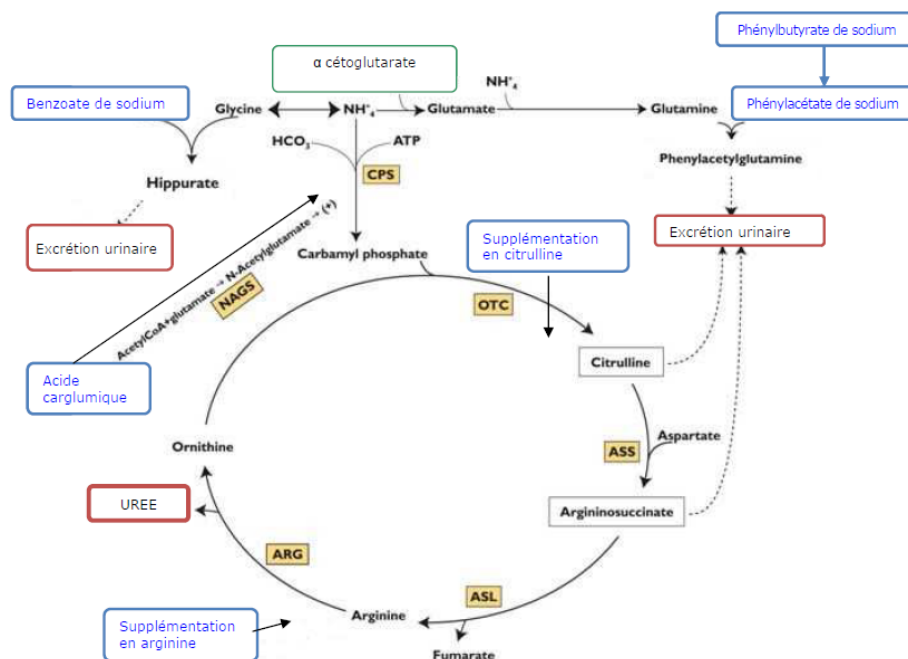 Phénylbutyrate de sodium
α cétoglutarate
NH⁺₄
Benzoate de sodium
Glycine
NH⁺₄
Glutamate
Glutamine
Phénylacétate de sodium
HCO₃
ATP
Phenylacetylglutamine
CPS
Hippurate
Excrétion urinaire
Supplémentation
en citrulline
Excrétion urinaire
AcetylCoA+glutamate → N-Acetylglutamate → (+)
Carbamyl phosphate
NAGS
OTC
Citrulline
Acide
carglumique
Aspartate
Ornithine
ASS
UREE
Argininosuccinate
ARG
ASL
Arginine
Supplémentation
en arginine
Fumarate